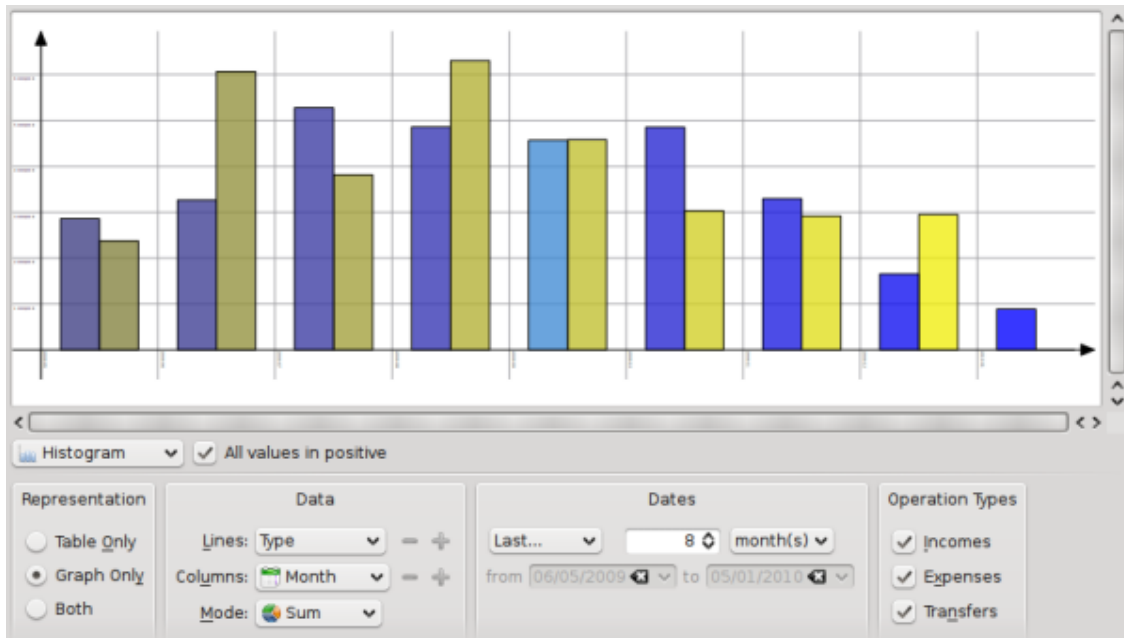 Histogram
All values in positive
Representation
Data
Dates
Operation Types
Table Only
Lines: Type
Last... 8 month(s)
Incomes
Graph Only
Columns: Month
from 06/05/2009 to 05/01/2010
Expenses
Both
Mode: Sum
Transfers